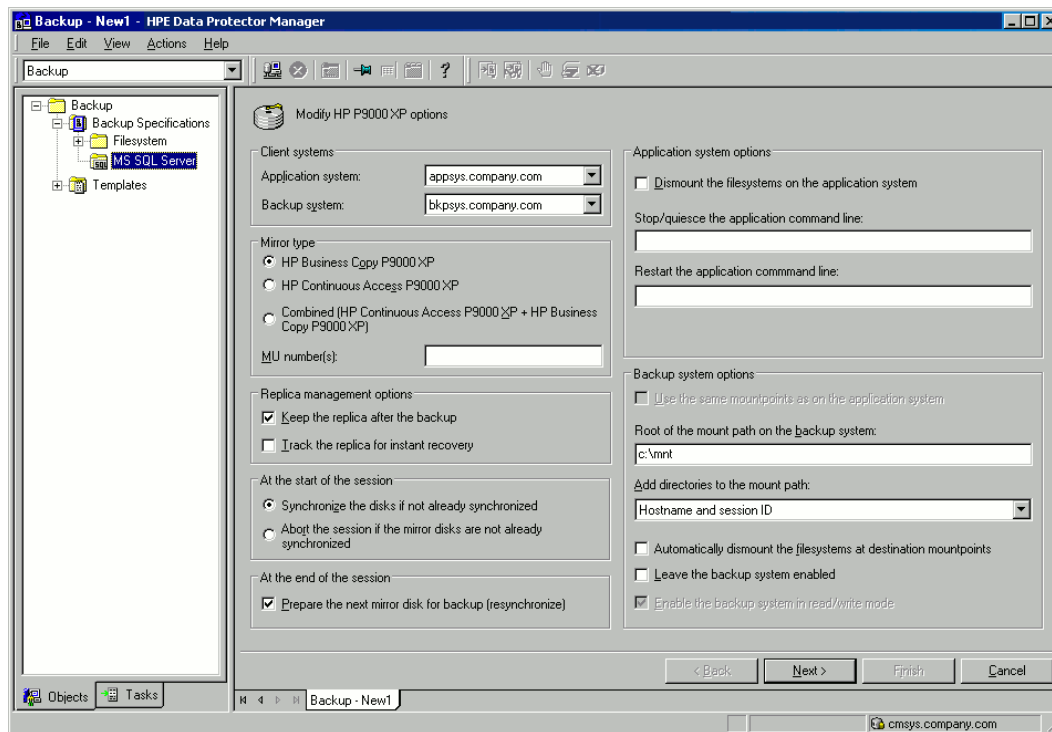 Backup - New1 - HPE Data Protector Manager
File Edit View Actions Help
Backup
?
Backup
Backup Specifications
Filesystem
SQL MS SQL Server
Templates
Objects Tasks
Modify HP P9000 XP options
Client systems
Application system: appsys.company.com
Backup system: bkpsys.company.com
Mirror type
HP Business Copy P9000 XP
HP Continuous Access P9000 XP
Combined (HP Continuous Access P9000 XP + HP Business
Copy P9000 XP)
MU number(s):
Replica management options
Keep the replica after the backup
Track the replica for instant recovery
At the start of the session
Synchronize the disks if not already synchronized
Abort the session if the mirror disks are not already
synchronized
At the end of the session
Prepare the next mirror disk for backup (resynchronize)
Application system options
Dismount the filesystems on the application system
Stop/quiesce the application command line:
Restart the application commmand line:
Backup system options
Use the same mountpoints as on the application system
Root of the mount path on the backup system:
c:\mnt
Add directories to the mount path:
Hostname and session ID
Automatically dismount the filesystems at destination mountpoints
Leave the backup system enabled
Enable the backup system in read/write mode
< Back Next > Finish Cancel
Backup - New1
cmsys.company.com